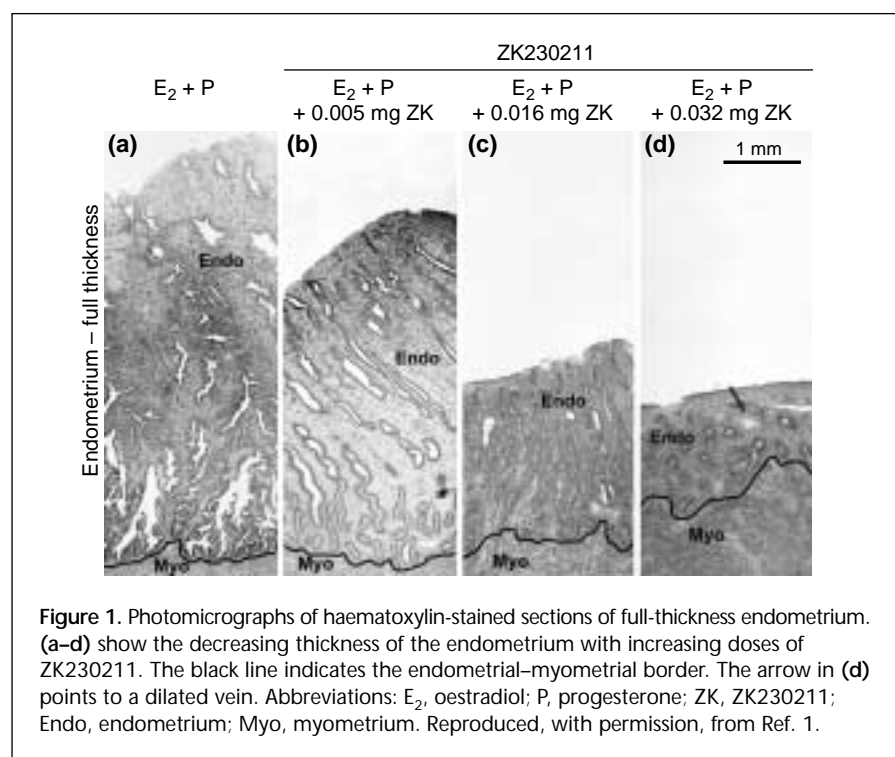 ZK230211
E₂ + P
E₂ + P
+ 0.005 mg ZK
E₂ + P
+ 0.016 mg ZK
E₂ + P
+ 0.032 mg ZK
(a)
(b)
(c)
(d)
1 mm
Endometrium – full thickness
Endo
Endo
Endo
Endo
Myo
Myo
Myo
Myo
Figure 1. Photomicrographs of haematoxylin-stained sections of full-thickness endometrium.
(a–d) show the decreasing thickness of the endometrium with increasing doses of
ZK230211. The black line indicates the endometrial–myometrial border. The arrow in (d)
points to a dilated vein. Abbreviations: E₂, oestradiol; P, progesterone; ZK, ZK230211;
Endo, endometrium; Myo, myometrium. Reproduced, with permission, from Ref. 1.